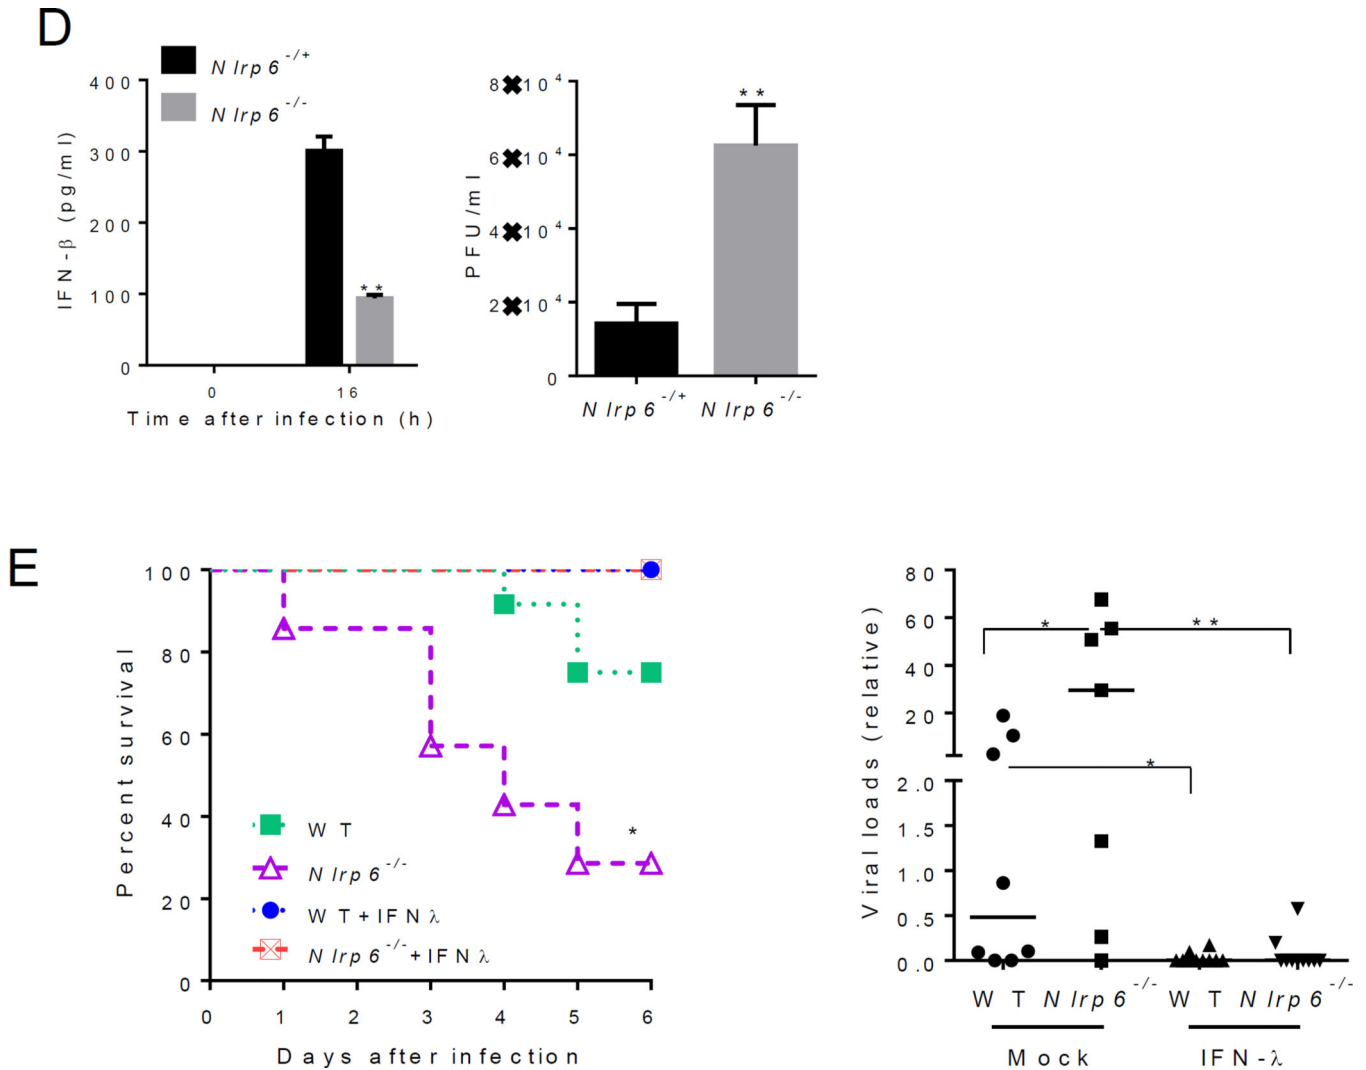 D
Nlrp6 -/+
Nlrp6 -/-
400
300
200
100
0
IFN-β (pg/ml)
0 16
Time after infection (h)
**
8✖10 4
6✖10 4
4✖10 4
2✖10 4
0
PFU/ml
**
Nlrp6 -/+ Nlrp6 -/-
E
100
80
60
40
20
0
Percent survival
*
WT
Nlrp6 -/-
WT+IFNλ
Nlrp6 -/-+IFNλ
0 1 2 3 4 5 6
Days after infection
80
60
40
20
2.0
1.5
1.0
0.5
0.0
Viral loads (relative)
* **
*
WT Nlrp6 -/- WT Nlrp6 -/-
Mock IFN-λ